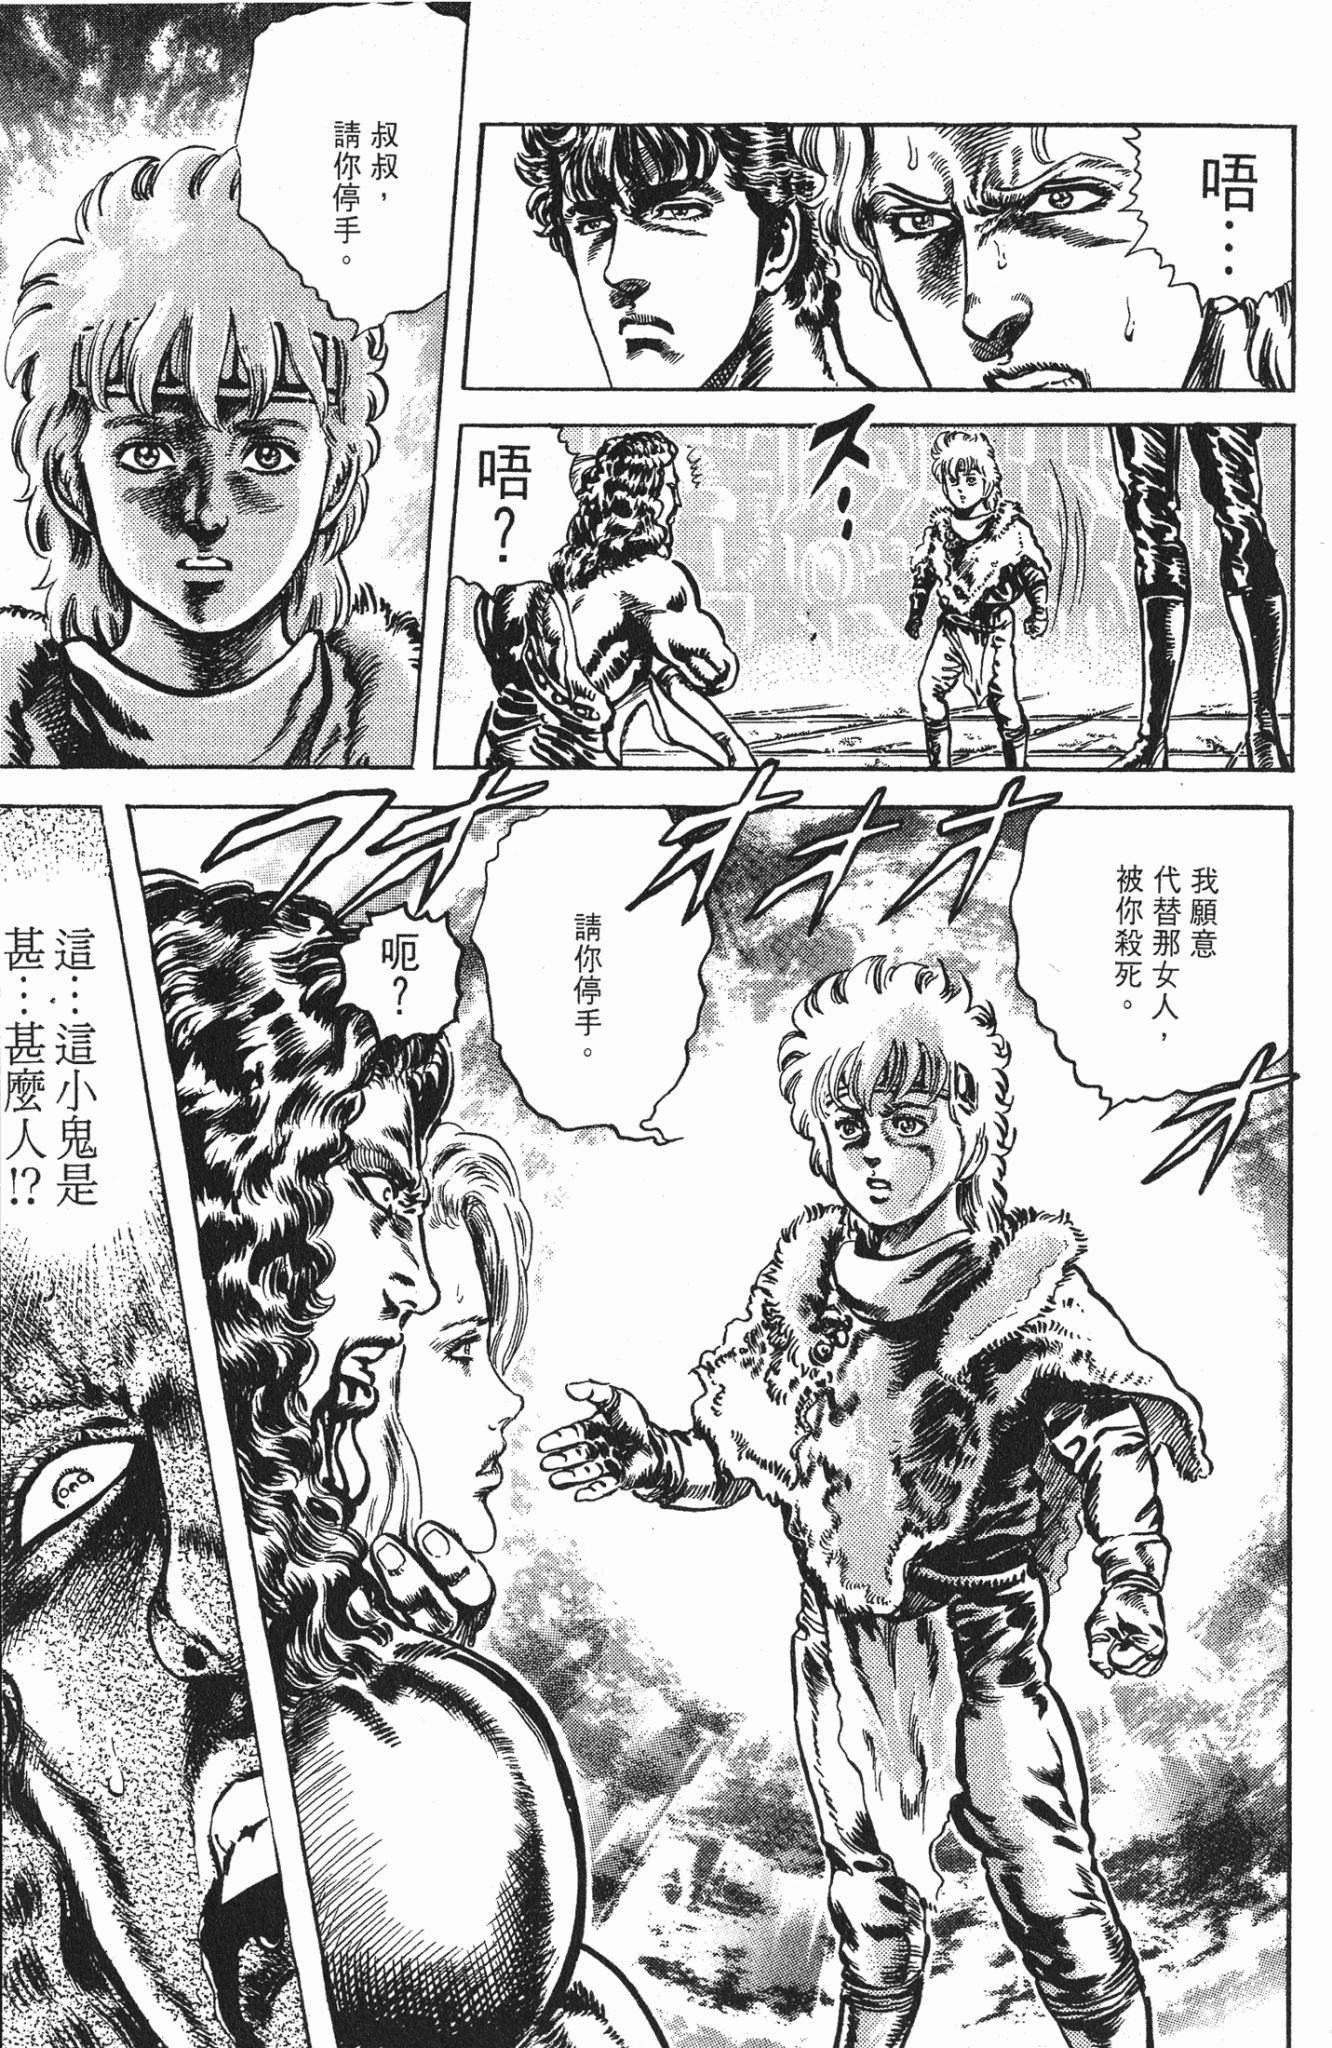 唔…
ス…
唔？
叔叔，
請你停手。
我願意
代替那女人，
被你殺死。
オ
オオオ
フォ
請你停手。
呃？
這…這小鬼是
甚…甚麼人!?